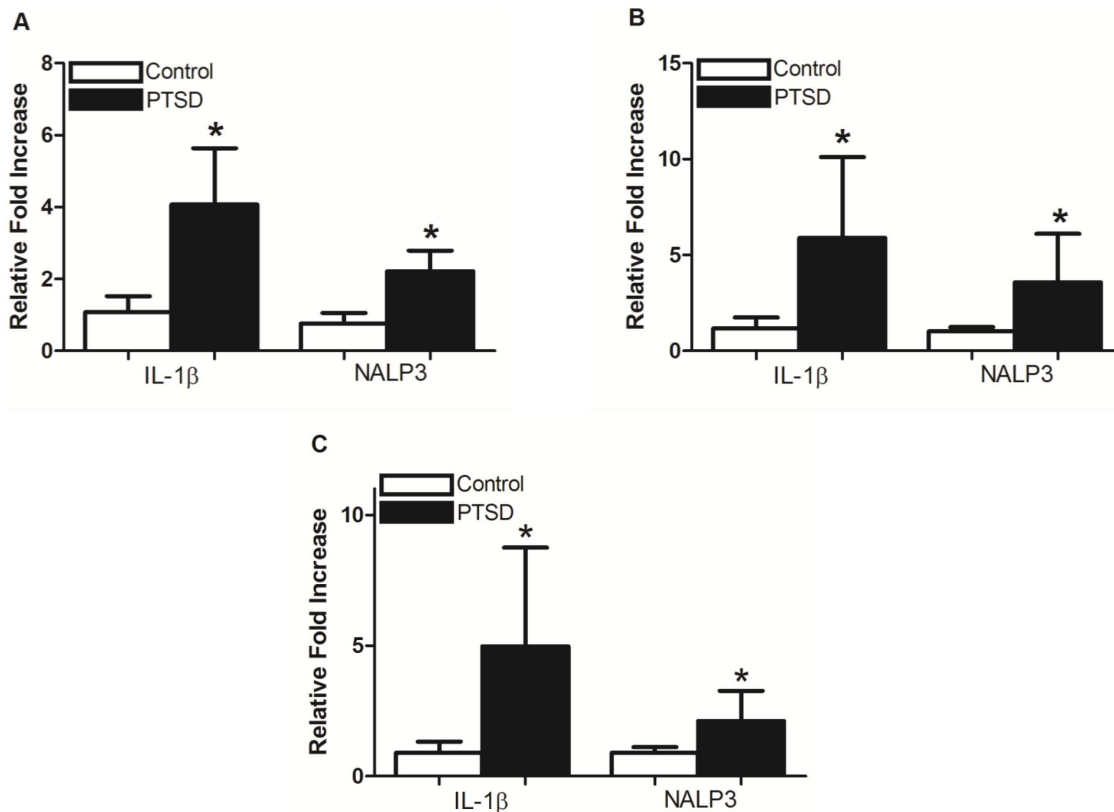 A
Relative Fold Increase
8
6
4
2
0
Control
PTSD
*
*
IL-1β
NALP3
B
Relative Fold Increase
15
10
5
0
Control
PTSD
*
*
IL-1β
NALP3
C
Relative Fold Increase
10
5
0
Control
PTSD
*
*
IL-1β
NALP3